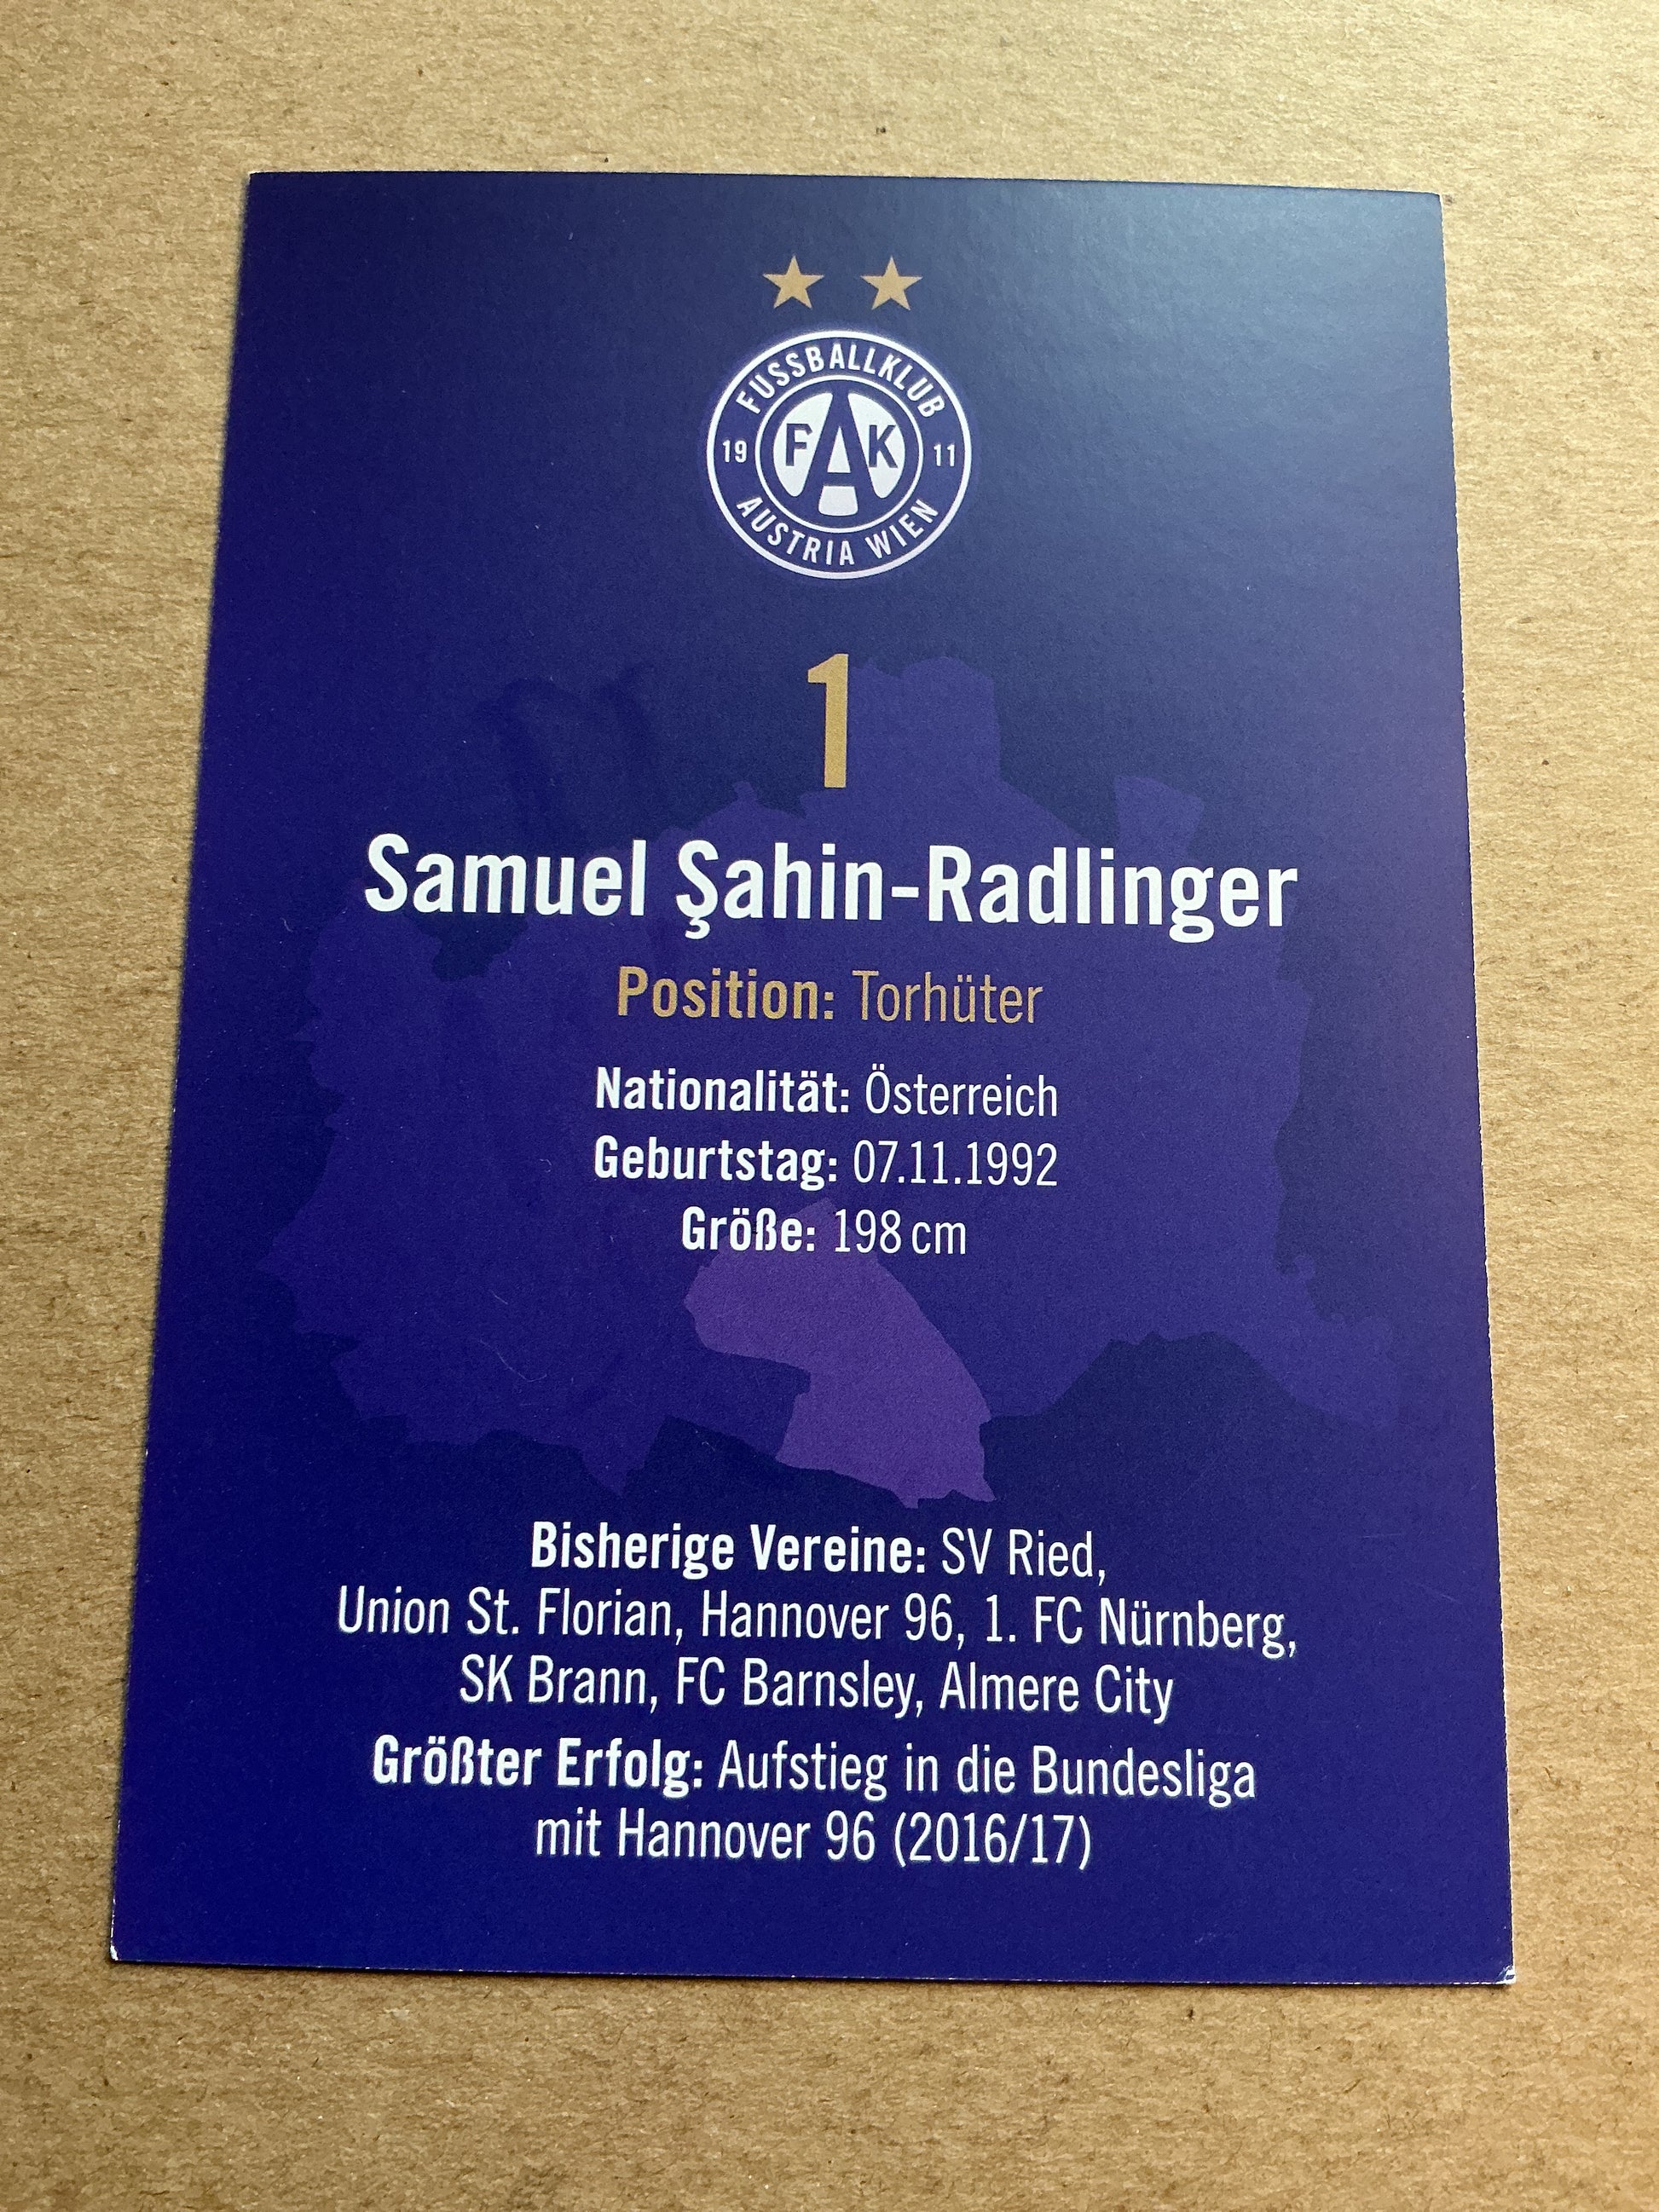 FUSSBALLKLUB
19 FAK 11
AUSTRIA WIEN
1
Samuel Şahin-Radlinger
Position: Torhüter
Nationalität: Österreich
Geburtstag: 07.11.1992
Größe: 198 cm
Bisherige Vereine: SV Ried,
Union St. Florian, Hannover 96, 1. FC Nürnberg,
SK Brann, FC Barnsley, Almere City
Größter Erfolg: Aufstieg in die Bundesliga
mit Hannover 96 (2016/17)